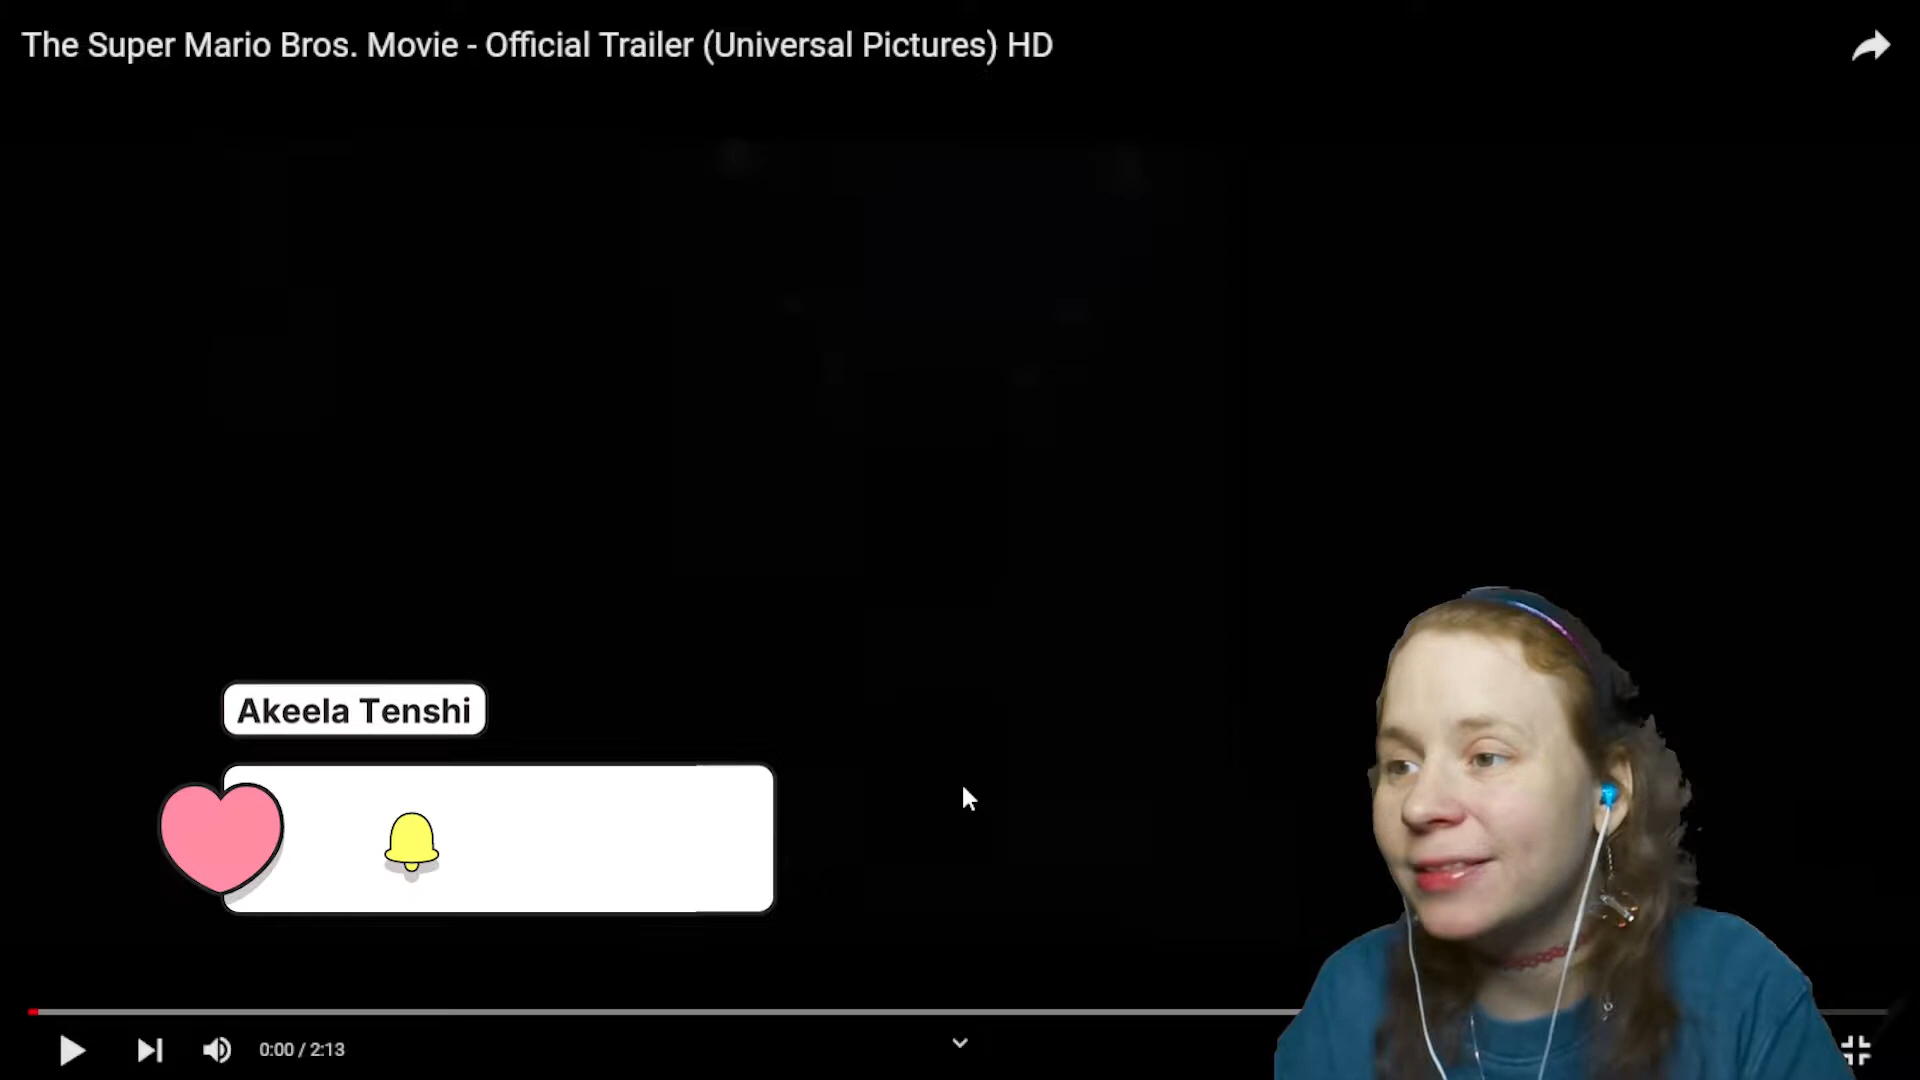 The Super Mario Bros. Movie - Official Trailer (Universal Pictures) HD
Akeela Tenshi
0:00 / 2:13